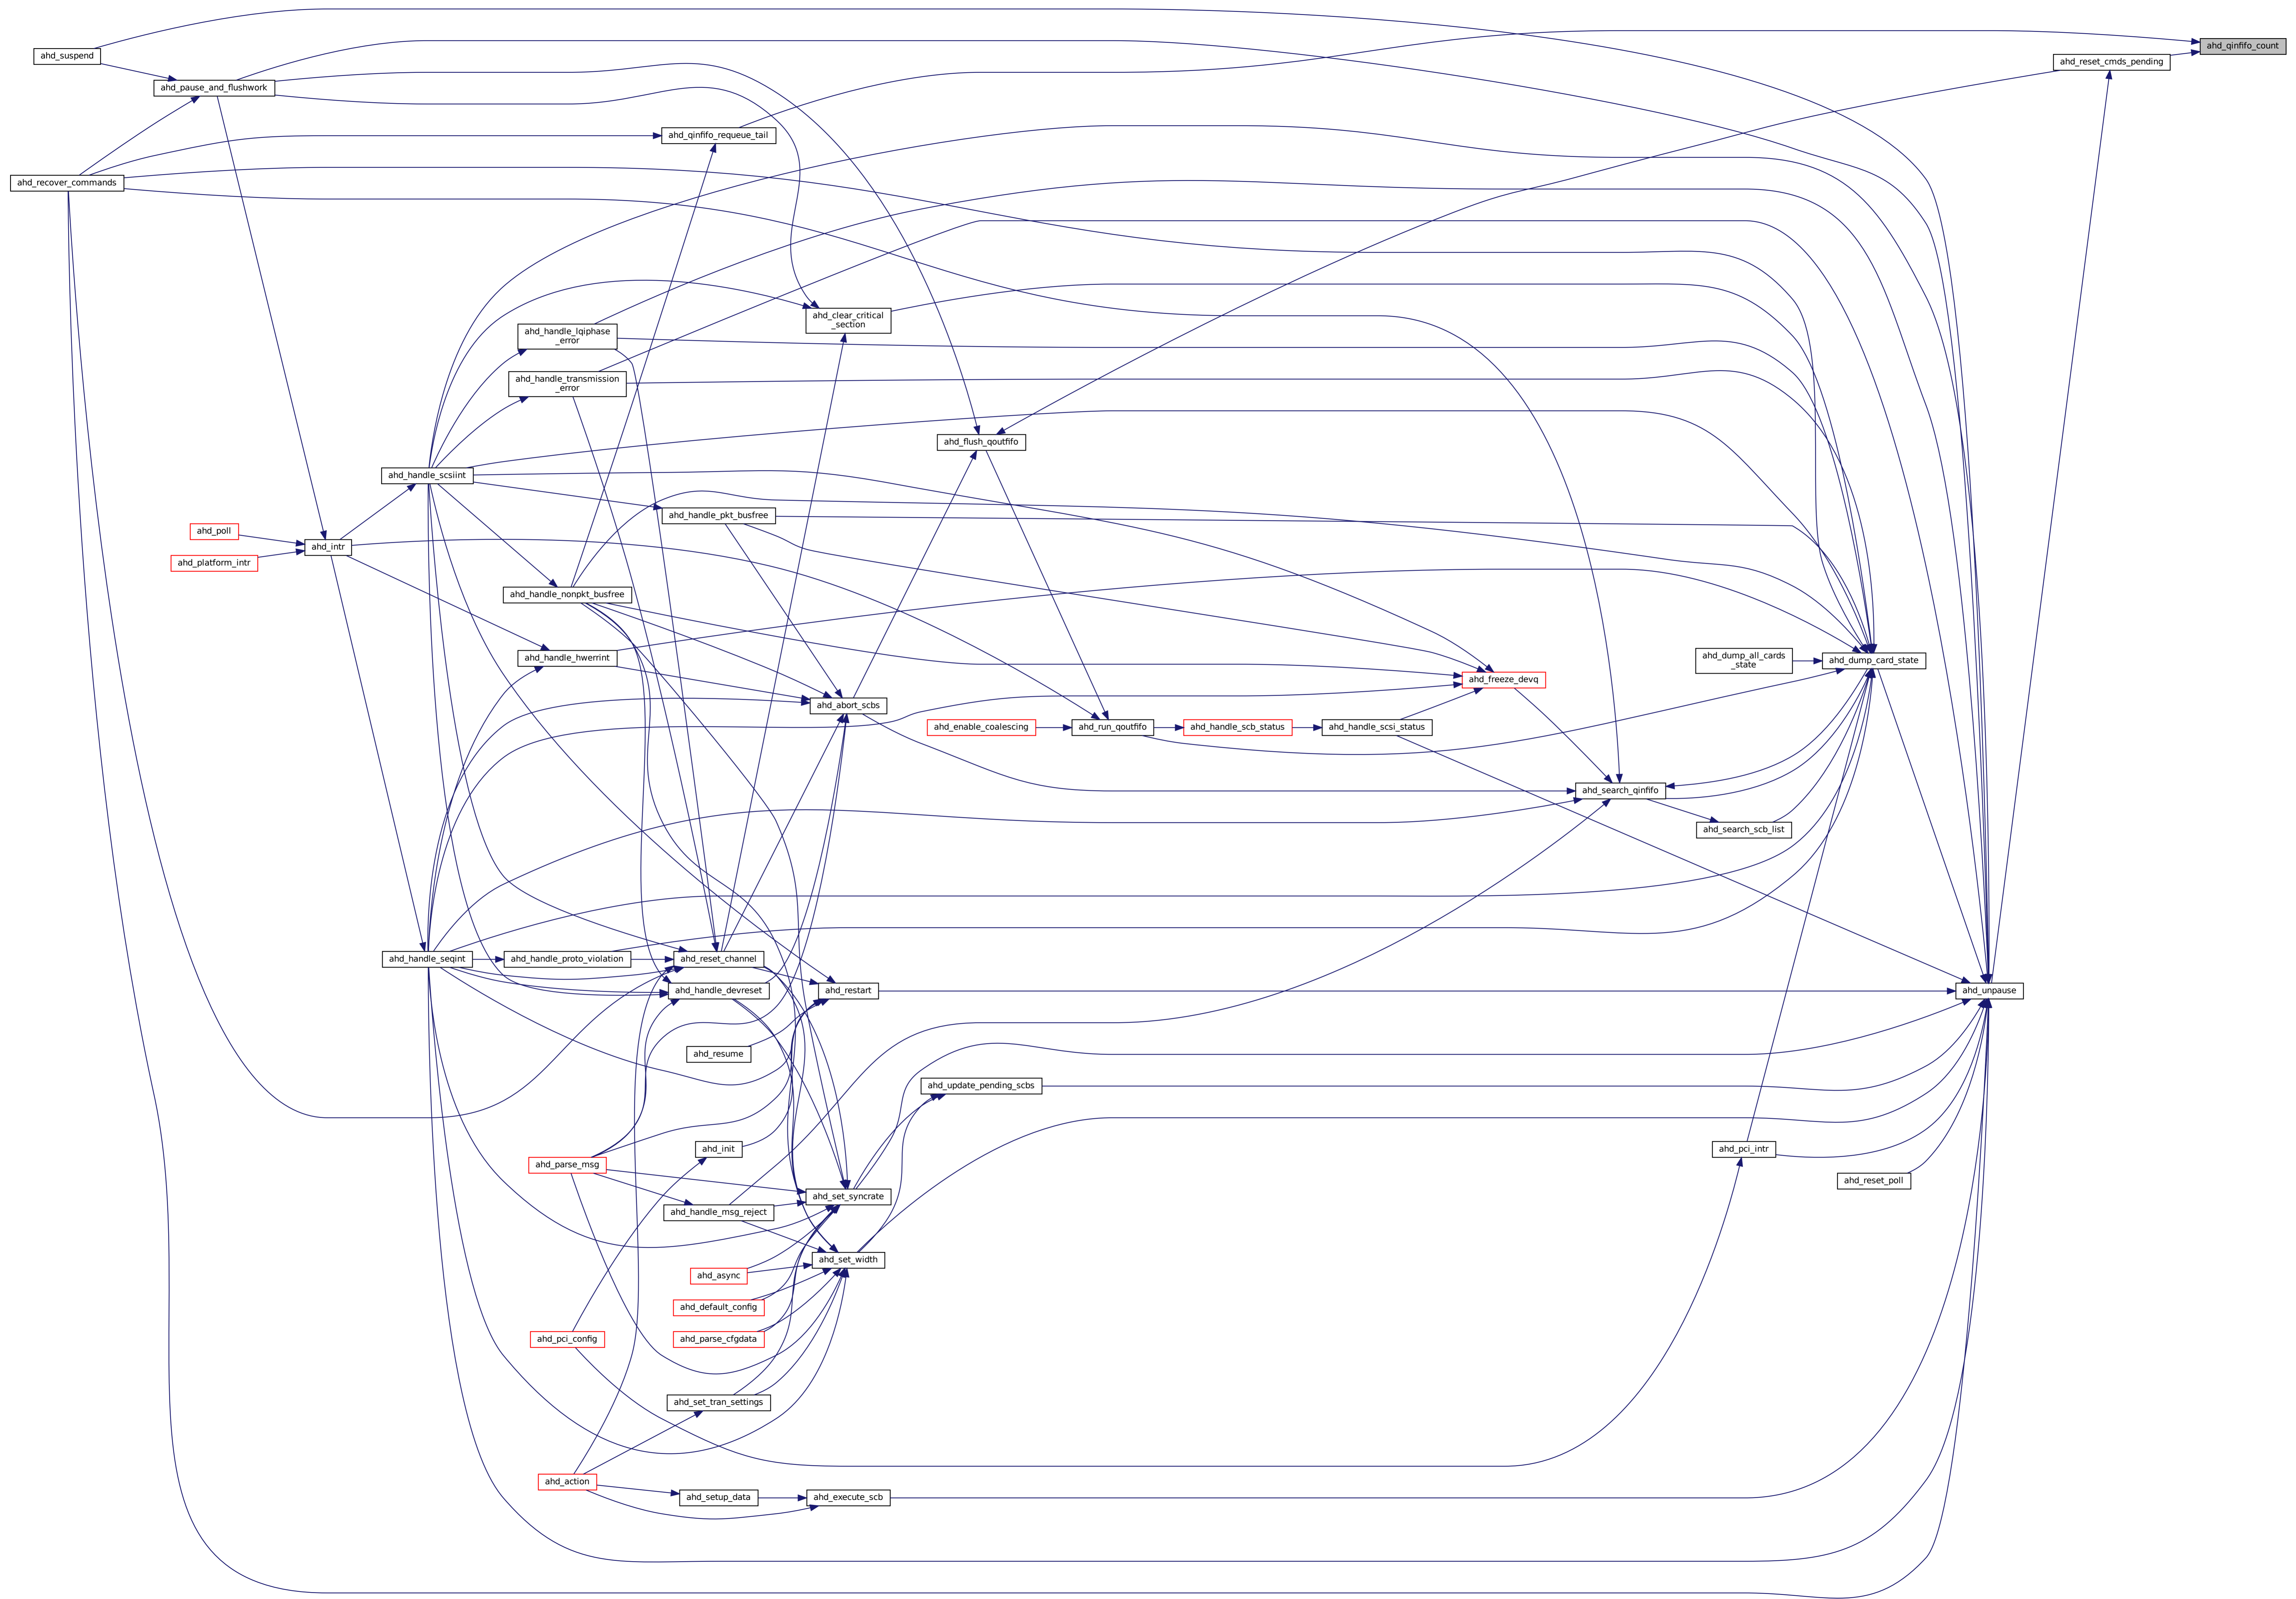 ahd_qinfifo_count
ahd_suspend
ahd_reset_cmds_pending
ahd_pause_and_flushwork
ahd_qinfifo_requeue_tail
ahd_recover_commands
ahd_clear_critical
_section
ahd_handle_lqiphase
_error
ahd_handle_transmission
_error
ahd_flush_qoutfifo
ahd_handle_scsiint
ahd_handle_pkt_busfree
ahd_poll
ahd_intr
ahd_platform_intr
ahd_handle_nonpkt_busfree
ahd_handle_hwerrint
ahd_dump_all_cards
_state
ahd_dump_card_state
ahd_freeze_devq
ahd_abort_scbs
ahd_enable_coalescing
ahd_run_qoutfifo
ahd_handle_scb_status
ahd_handle_scsi_status
ahd_search_qinfifo
ahd_search_scb_list
ahd_handle_seqint
ahd_handle_proto_violation
ahd_reset_channel
ahd_handle_devreset
ahd_restart
ahd_unpause
ahd_resume
ahd_update_pending_scbs
ahd_init
ahd_pci_intr
ahd_parse_msg
ahd_reset_poll
ahd_set_syncrate
ahd_handle_msg_reject
ahd_set_width
ahd_async
ahd_default_config
ahd_pci_config
ahd_parse_cfgdata
ahd_set_tran_settings
ahd_action
ahd_setup_data
ahd_execute_scb